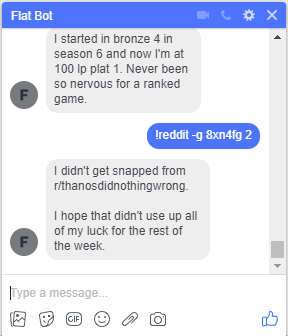 Flat Bot
I started in bronze 4 in
season 6 and now I'm at
100 lp plat 1. Never been
so nervous for a ranked
game.
F
!reddit -g 8xn4fg 2
I didn't get snapped from
r/thanosdidnothingwrong.
I hope that didn't use up all
of my luck for the rest of
the week.
F
Type a message...
GIF